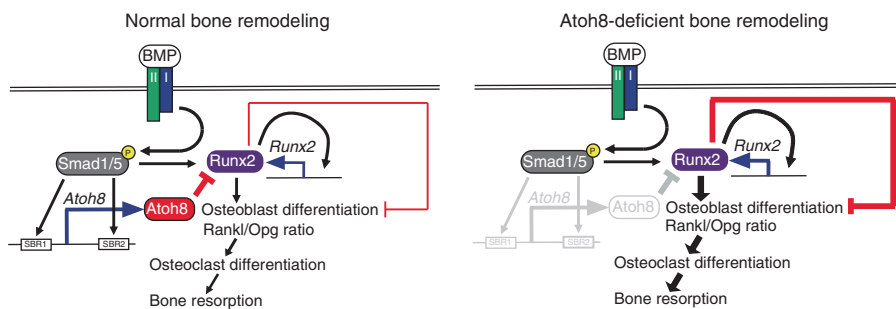 Normal bone remodeling
BMP
II I
P
Smad1/5
Runx2
Runx2
Atoh8
Atoh8
Osteoblast differentiation
Rankl/Opg ratio
SBR1
SBR2
Osteoclast differentiation
Bone resorption
Atoh8-deficient bone remodeling
BMP
II I
P
Smad1/5
Runx2
Runx2
Atoh8
Atoh8
Osteoblast differentiation
Rankl/Opg ratio
SBR1
SBR2
Osteoclast differentiation
Bone resorption